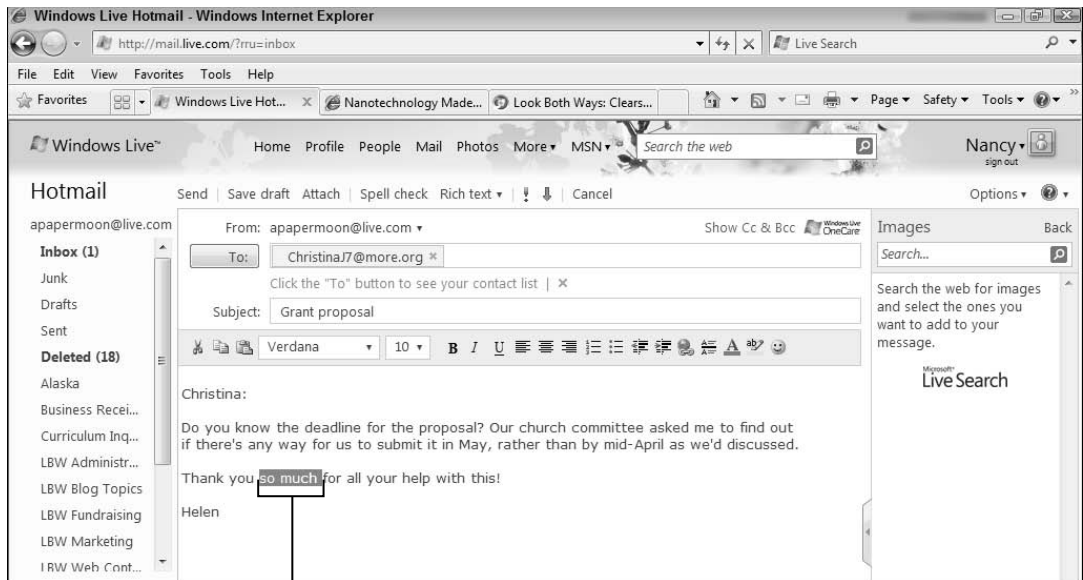 Windows Live Hotmail - Windows Internet Explorer
http://mail.live.com/?rru=inbox
Live Search
File Edit View Favorites Tools Help
Favorites
Windows Live Hot...
Nanotechnology Made...
Look Both Ways: Clears...
Page Safety Tools
Windows Live™
Home Profile People Mail Photos More MSN
Search the web
Nancy
sign out
Hotmail
Send | Save draft Attach | Spell check Rich text | Cancel
Options
apapermoon@live.com
Inbox (1)
Junk
Drafts
Sent
Deleted (18)
Alaska
Business Recei...
Curriculum Inq...
LBW Administr...
LBW Blog Topics
LBW Fundraising
LBW Marketing
LBW Web Cont...
From: apapermoon@live.com
Show Cc & Bcc
Windows Live
OneCare
To: ChristinaJ7@more.org
Click the "To" button to see your contact list | ×
Subject: Grant proposal
Verdana 10 B I U
Christina:
Do you know the deadline for the proposal? Our church committee asked me to find out
if there's any way for us to submit it in May, rather than by mid-April as we'd discussed.
Thank you so much for all your help with this!
Helen
Images Back
Search...
Search the web for images
and select the ones you
want to add to your
message.
Microsoft®
Live Search